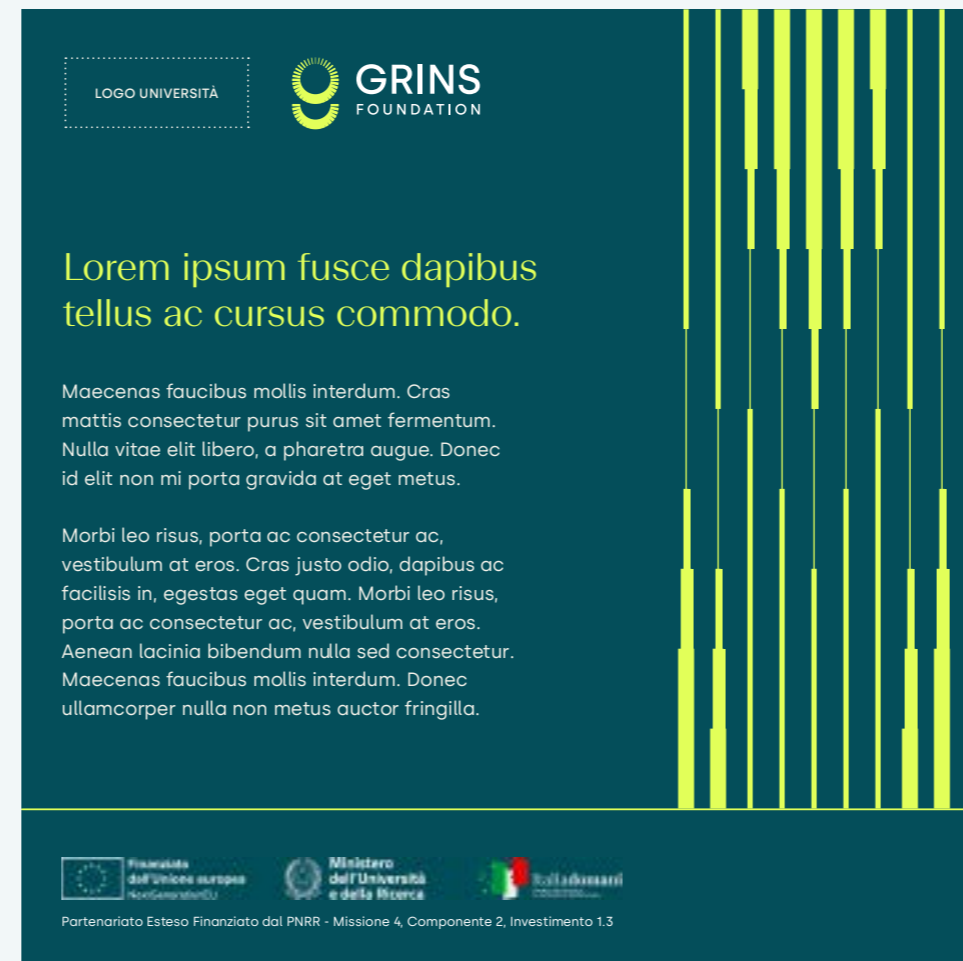 LOGO UNIVERSITÀ
GRINS
FOUNDATION
Lorem ipsum fusce dapibus
tellus ac cursus commodo.
Maecenas faucibus mollis interdum. Cras
mattis consectetur purus sit amet fermentum.
Nulla vitae elit libero, a pharetra augue. Donec
id elit non mi porta gravida at eget metus.
Morbi leo risus, porta ac consectetur ac,
vestibulum at eros. Cras justo odio, dapibus ac
facilisis in, egestas eget quam. Morbi leo risus,
porta ac consectetur ac, vestibulum at eros.
Aenean lacinia bibendum nulla sed consectetur.
Maecenas faucibus mollis interdum. Donec
ullamcorper nulla non metus auctor fringilla.
Finanziato
dall'Unione europea
NextGenerationEU
Ministero
dell'Università
e della Ricerca
Italiadomani
Partenariato Esteso Finanziato dal PNRR - Missione 4, Componente 2, Investimento 1.3